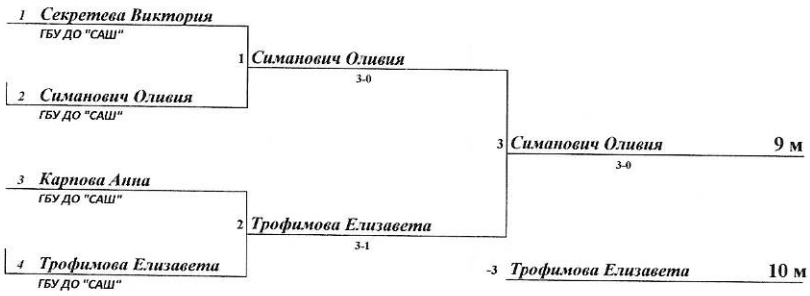 1 Секретева Виктория
ГБУ ДО "САШ"
1 Симанович Оливия
3-0
2 Симанович Оливия
ГБУ ДО "САШ"
3 Симанович Оливия 9 м
3-0
3 Карпова Анна
ГБУ ДО "САШ"
2 Трофимова Елизавета
3-1
4 Трофимова Елизавета
ГБУ ДО "САШ"
-3 Трофимова Елизавета 10 м